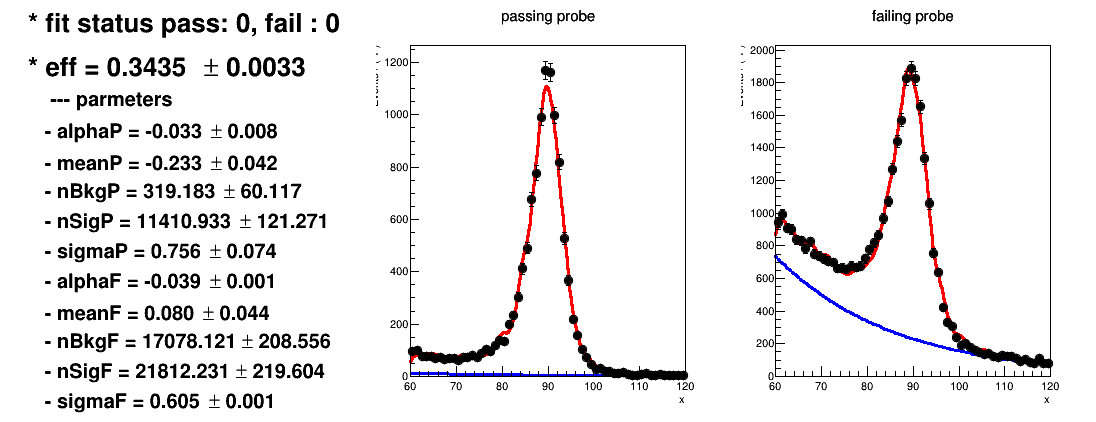 * fit status pass: 0, fail : 0
* eff = 0.3435 ± 0.0033
--- parmeters
- alphaP = -0.033 ± 0.008
- meanP = -0.233 ± 0.042
- nBkgP = 319.183 ± 60.117
- nSigP = 11410.933 ± 121.271
- sigmaP = 0.756 ± 0.074
- alphaF = -0.039 ± 0.001
- meanF = 0.080 ± 0.044
- nBkgF = 17078.121 ± 208.556
- nSigF = 21812.231 ± 219.604
- sigmaF = 0.605 ± 0.001
passing probe
1200
1000
800
600
400
200
0
60 70 80 90 100 110 120
x
failing probe
2000
1800
1600
1400
1200
1000
800
600
400
200
0
60 70 80 90 100 110 120
x